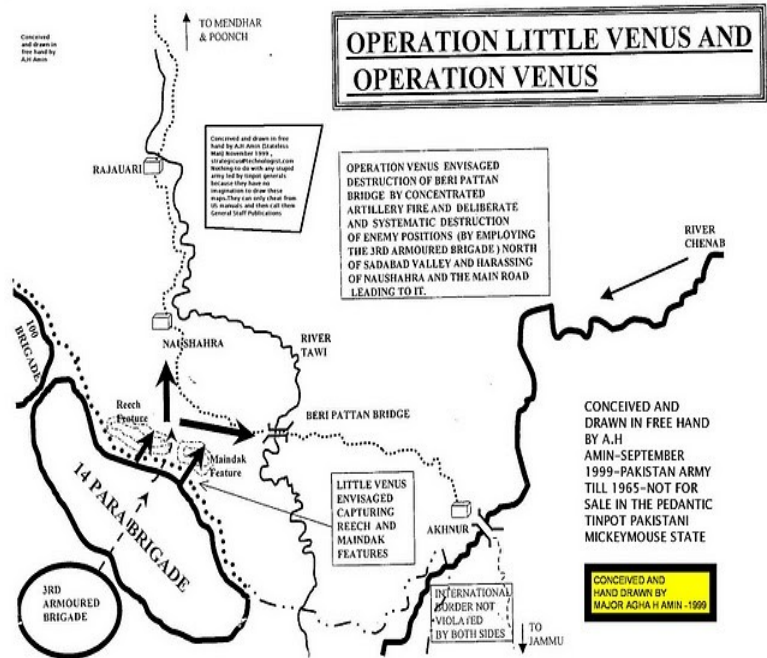 Conceived
and drawn in
free hand by
A.H Amin
TO MENDHAR
& POONCH
OPERATION LITTLE VENUS AND
OPERATION VENUS
Conceived and drawn in free
hand by A.H Amin (Stateless
Man) November 1999 ,
strategicus@technologist.com
Nothing to do with any stupid
army led by tinpot generals
because they have no
imagination to draw these
maps.They can only cheat from
US manuals and then call them
General Staff Publications
RAJAUARI
OPERATION VENUS ENVISAGED
DESTRUCTION OF BERI PATTAN
BRIDGE BY CONCENTRATED
ARTILLERY FIRE AND DELIBERATE
AND SYSTEMATIC DESTRUCTION
OF ENEMY POSITIONS (BY EMPLOYING
THE 3RD ARMOURED BRIGADE ) NORTH
OF SADABAD VALLEY AND HARASSING
OF NAUSHAHRA AND THE MAIN ROAD
LEADING TO IT.
RIVER
CHENAB
100
BRIGADE
NAUSHAHRA
RIVER
TAWI
Reech
Feature
BERI PATTAN BRIDGE
Maindak
Feature
14 PARA BRIGADE
LITTLE VENUS
ENVISAGED
CAPTURING
REECH AND
MAINDAK
FEATURES
AKHNUR
CONCEIVED AND
DRAWN IN FREE HAND
BY A.H
AMIN-SEPTEMBER
1999-PAKISTAN ARMY
TILL 1965-NOT FOR
SALE IN THE PEDANTIC
TINPOT PAKISTANI
MICKEYMOUSE STATE
3RD
ARMOURED
BRIGADE
INTERNATIONAL
BORDER NOT
VIOLATED
BY BOTH SIDES
TO
JAMMU
CONCEIVED AND
HAND DRAWN BY
MAJOR AGHA H AMIN -1999